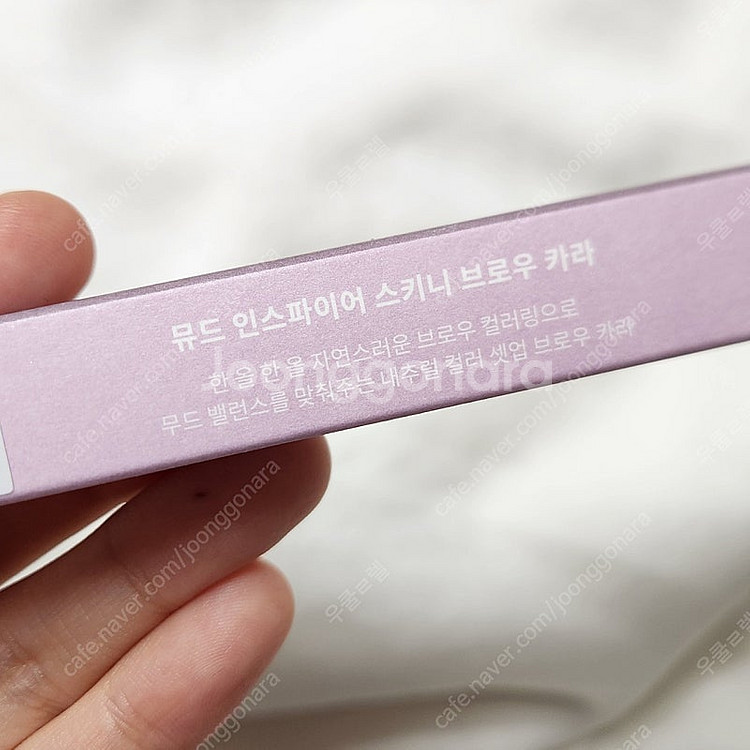 뮤드 인스파이어 스키니 브로우 카라
한 올 한 올 자연스러운 브로우 컬러링으로
무드 밸런스를 맞춰주는 내추럴 컬러 셋업 브로우 카라
joonggonara
cafe.naver.com/joonggonara
우쿨르렐